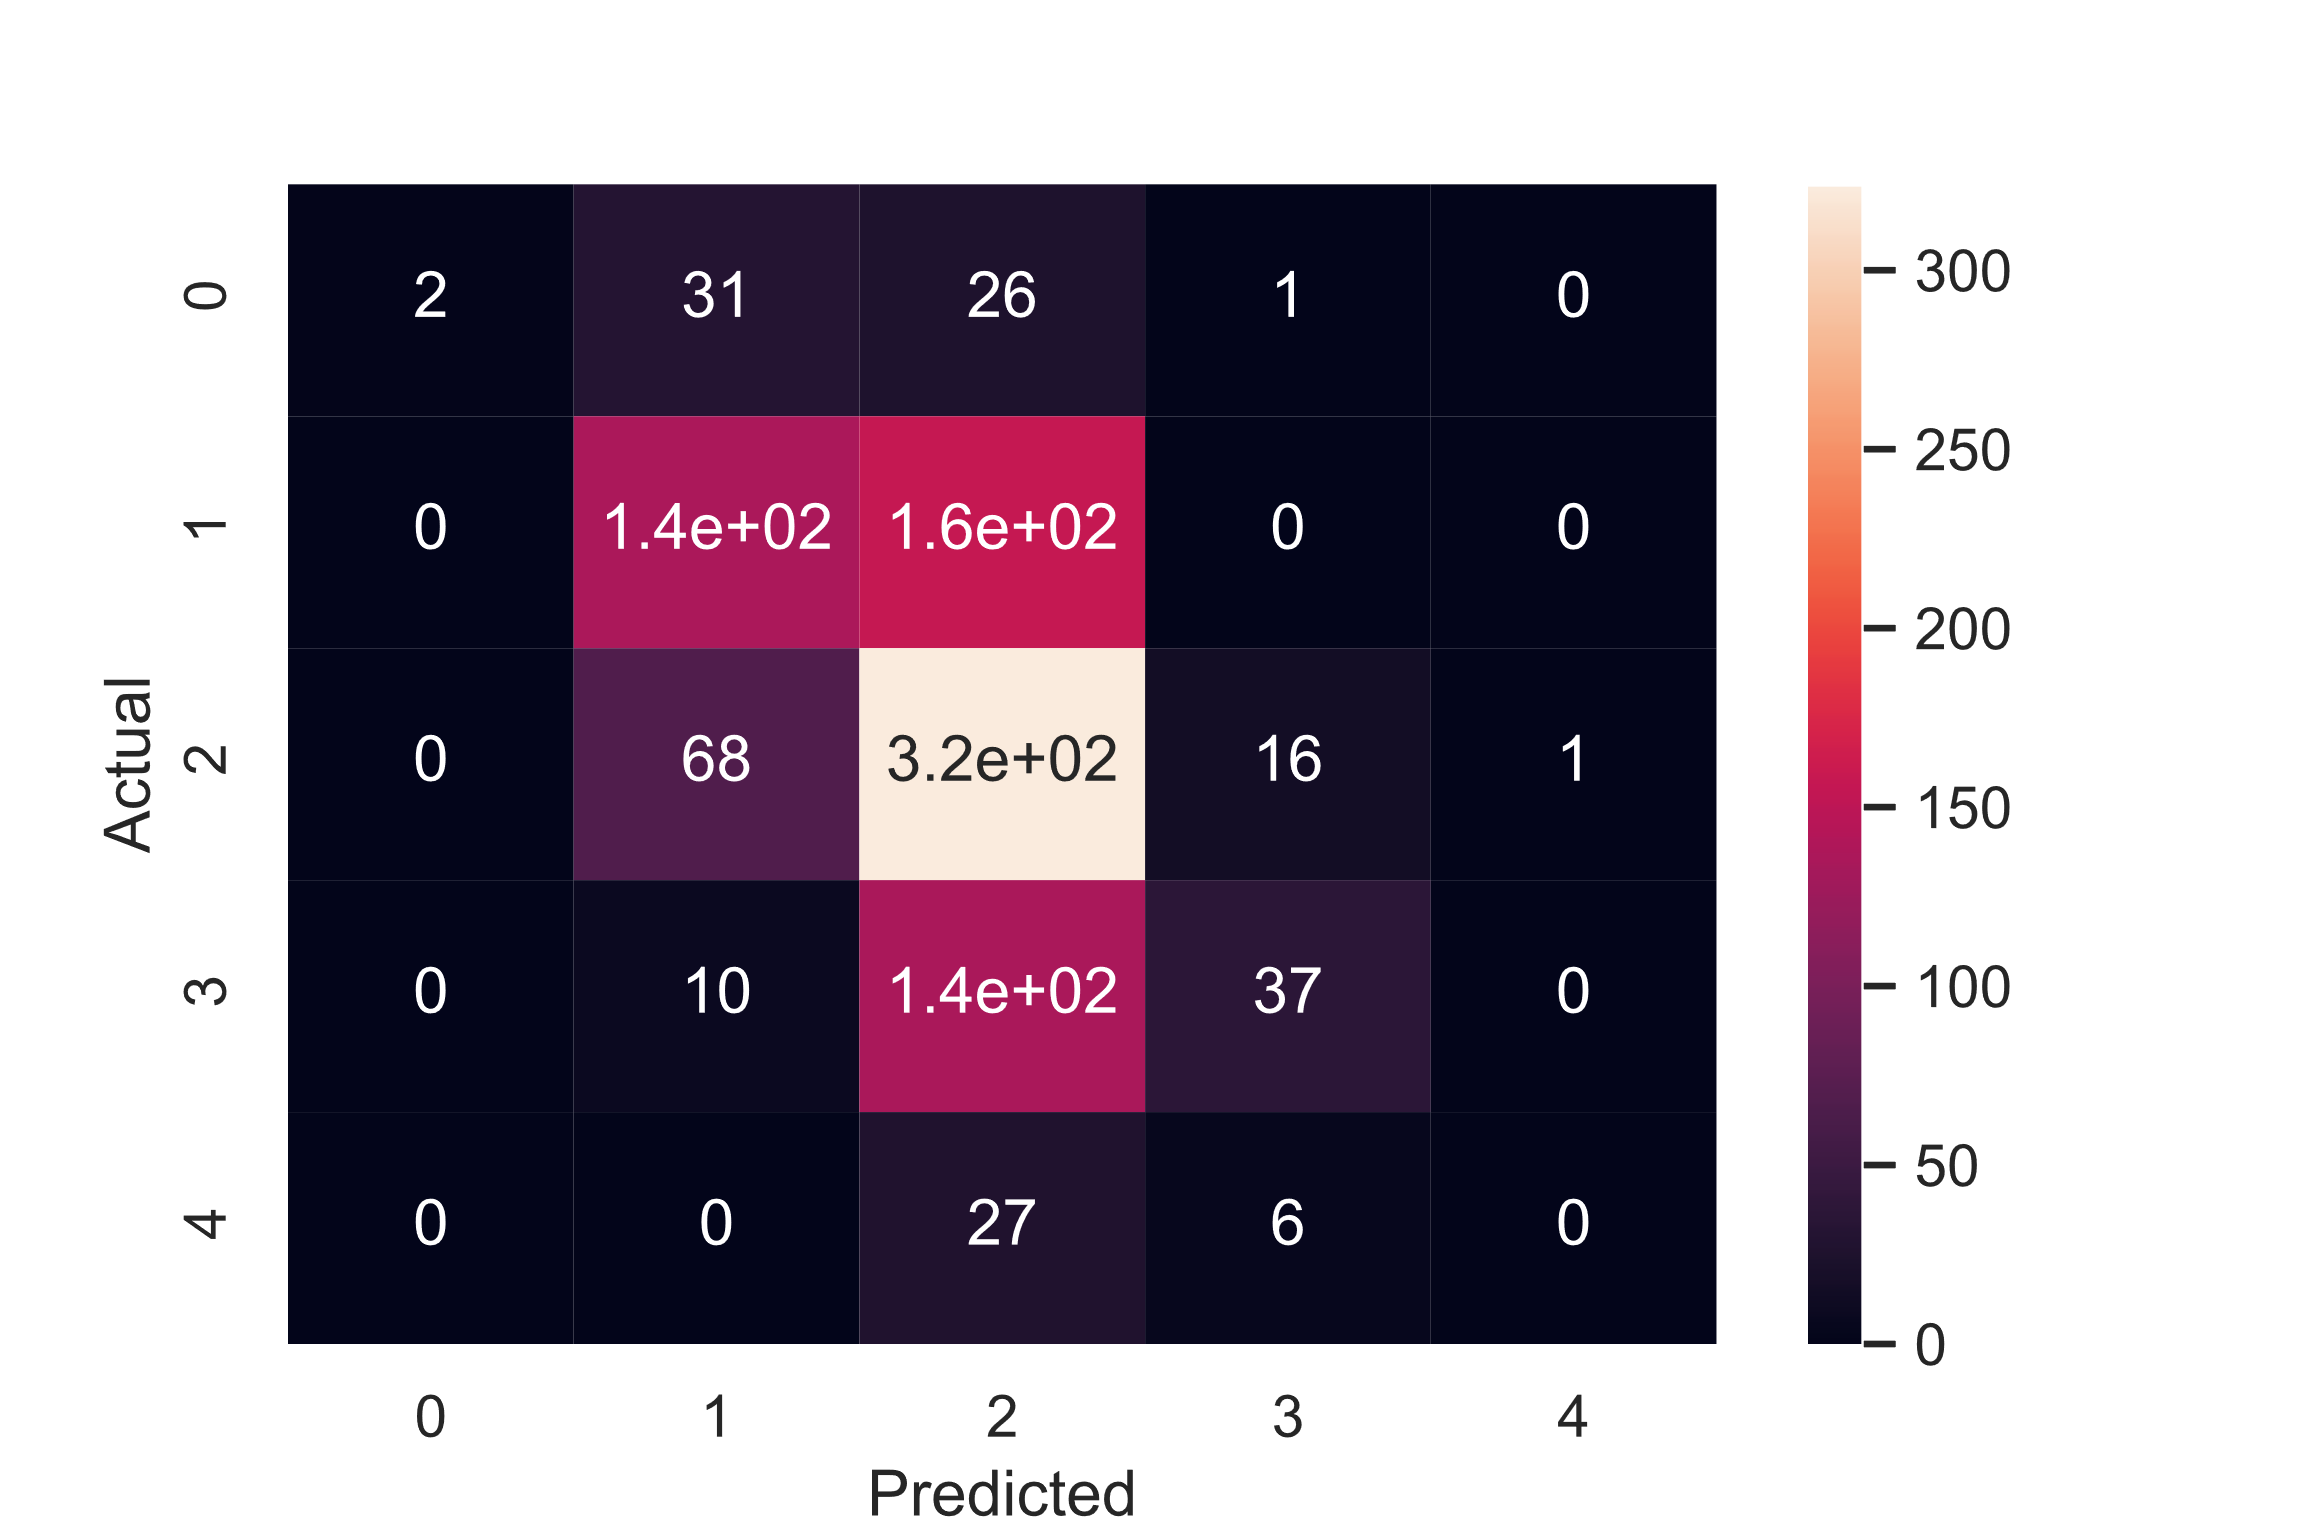 0 2 31 26 1 0
1 0 1.4e+02 1.6e+02 0 0
2 0 68 3.2e+02 16 1
3 0 10 1.4e+02 37 0
4 0 0 27 6 0
0 1 2 3 4
Predicted
Actual
300
250
200
150
100
50
0